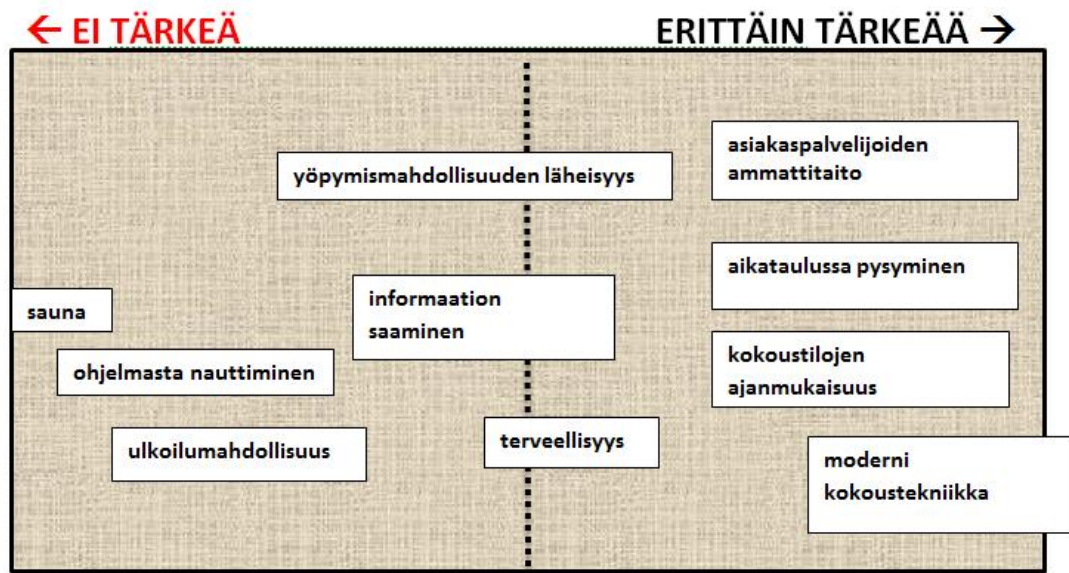 ← EI TÄRKEÄ
ERITTÄIN TÄRKEÄÄ →
asiakaspalvelijoiden
ammattitaito
yöpymismahdollisuuden läheisyys
aikataulussa pysyminen
informaation
saaminen
sauna
kokoustilojen
ajanmukaisuus
ohjelmasta nauttiminen
ulkoilumahdollisuus
terveellisyys
moderni
kokoustekniikka